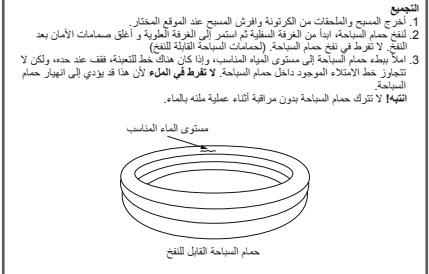 التجميع
1. أخرج المسبح والملحقات من الكرتونة وافرش المسبح عند الموقع المختار.
2. لنفخ حمام السباحة، ابدأ من الغرفة السفلية ثم استمر إلى الغرفة العلوية و أغلق صمامات الأمان بعد
النفخ. لا تفرط في نفخ حمام السباحة. (لحمامات السباحة القابلة للنفخ)
3. املأ ببطء حمام السباحة إلى مستوى المياه المناسب، وإذا كان هناك خط للتعبئة، فقف عند حده، ولكن لا
تتجاوز خط الامتلاء الموجود داخل حمام السباحة. لا تفرط في الملء لأن هذا قد يؤدي إلى انهيار حمام
السباحة.
انتبه! لا تترك حمام السباحة بدون مراقبة أثناء عملية ملئه بالماء.
مستوى الماء المناسب
حمام السباحة القابل للنفخ